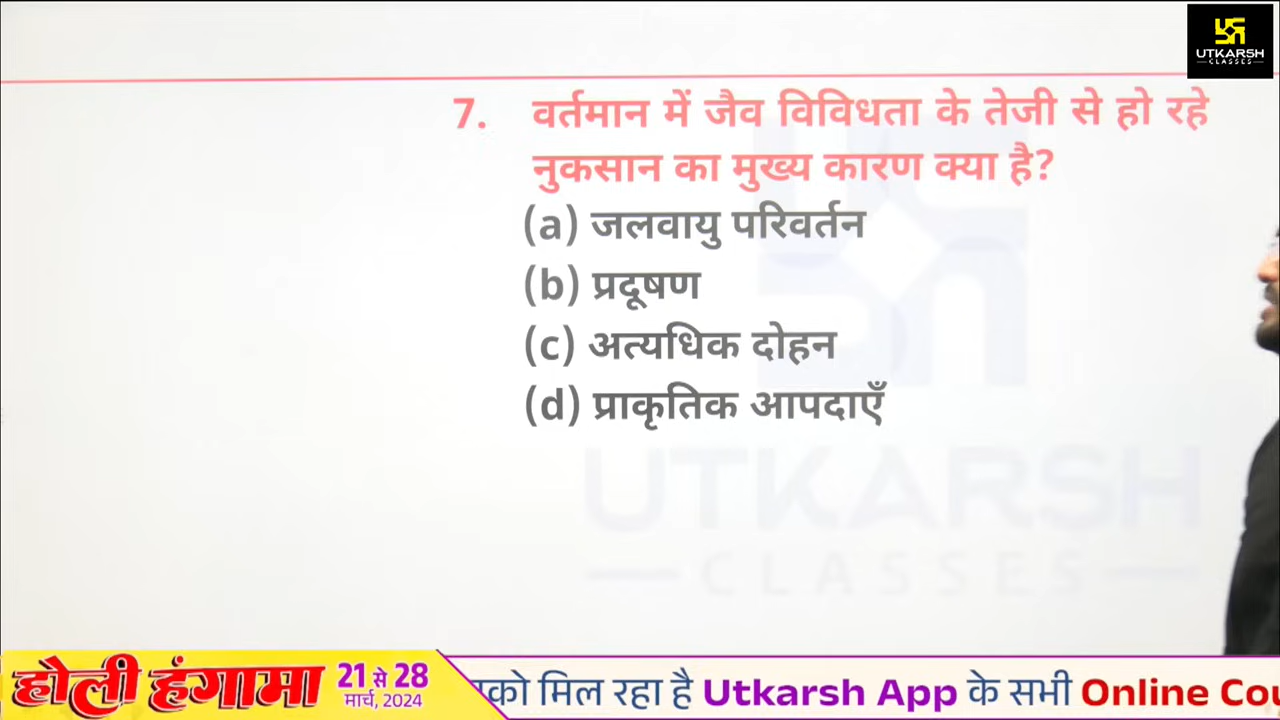 UTKARSH
CLASSES
7. वर्तमान में जैव विविधता के तेजी से हो रहे
नुकसान का मुख्य कारण क्या है?
(a) जलवायु परिवर्तन
(b) प्रदूषण
(c) अत्यधिक दोहन
(d) प्राकृतिक आपदाएँ
UTKARSH
CLASSES
होली हंगामा 21 से 28
मार्च, 2024
को मिल रहा है Utkarsh App के सभी Online